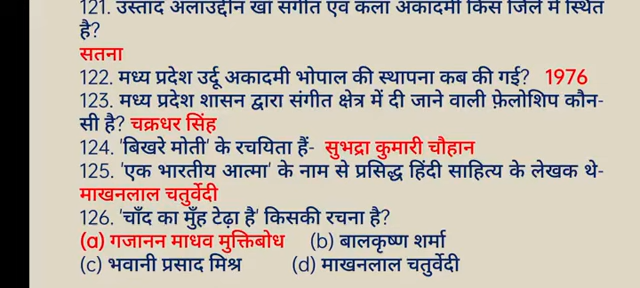 121. उस्ताद अलाउद्दीन खां संगीत एवं कला अकादमी किस जिले में स्थित
है?
सतना
122. मध्य प्रदेश उर्दू अकादमी भोपाल की स्थापना कब की गई? 1976
123. मध्य प्रदेश शासन द्वारा संगीत क्षेत्र में दी जाने वाली फ़ेलोशिप कौन-
सी है? चक्रधर सिंह
124. 'बिखरे मोती' के रचयिता हैं- सुभद्रा कुमारी चौहान
125. 'एक भारतीय आत्मा' के नाम से प्रसिद्ध हिंदी साहित्य के लेखक थे-
माखनलाल चतुर्वेदी
126. 'चाँद का मुँह टेढ़ा है' किसकी रचना है?
(a) गजानन माधव मुक्तिबोध (b) बालकृष्ण शर्मा
(c) भवानी प्रसाद मिश्र (d) माखनलाल चतुर्वेदी